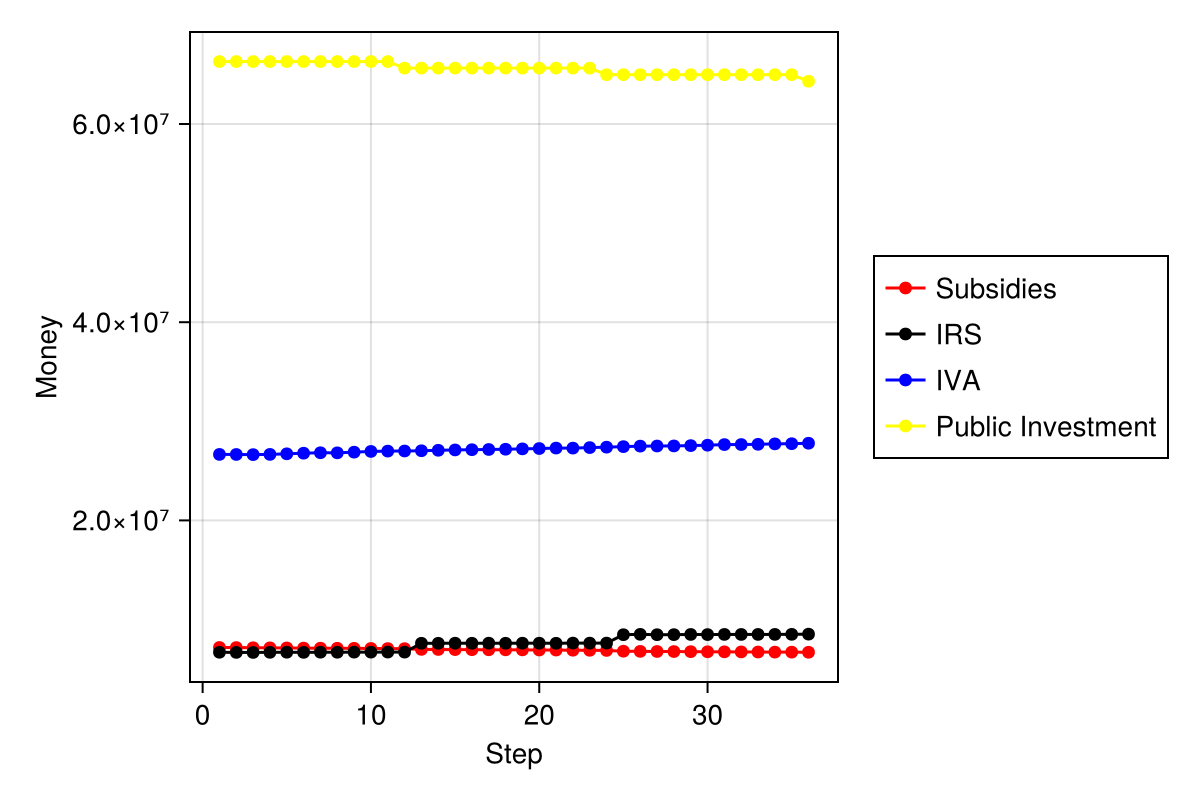 6.0×10⁷
4.0×10⁷
2.0×10⁷
Money
0 10 20 30
Step
Subsidies
IRS
IVA
Public Investment